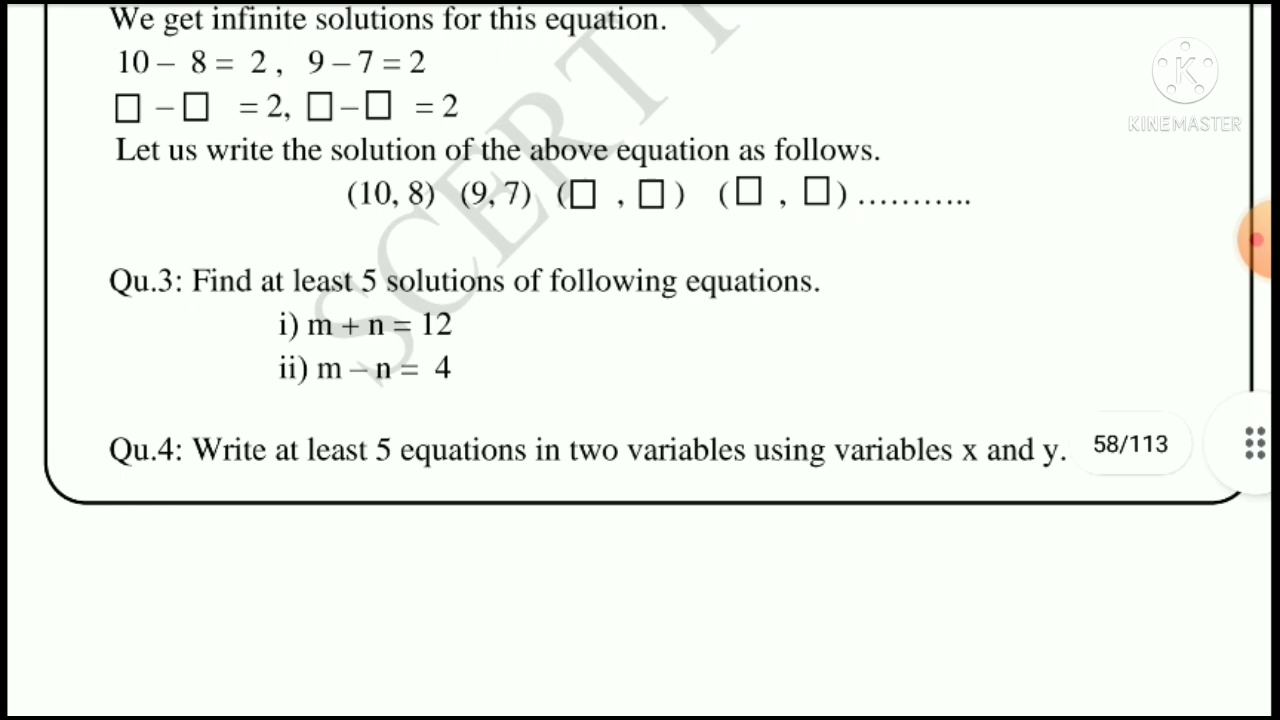 We get infinite solutions for this equation.
10 – 8 = 2 , 9 – 7 = 2
□ – □ = 2, □ – □ = 2
Let us write the solution of the above equation as follows.
(10, 8) (9, 7) (□ , □) (□ , □) ………..
Qu.3: Find at least 5 solutions of following equations.
i) m + n = 12
ii) m – n = 4
Qu.4: Write at least 5 equations in two variables using variables x and y.
58/113
SCERT
K
KINEMASTER